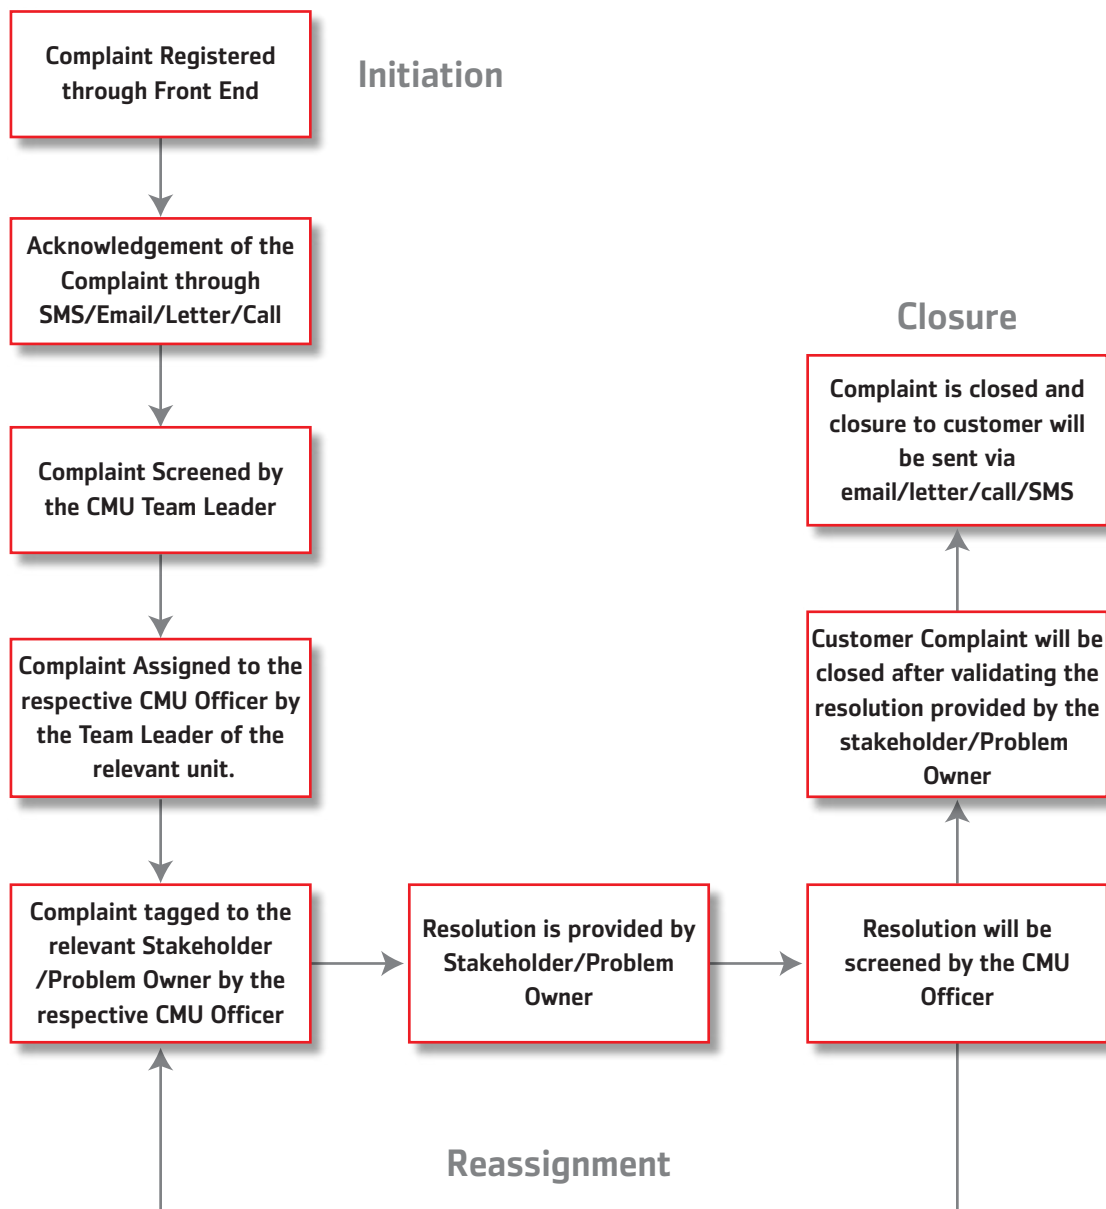 Complaint Registered
through Front End
Initiation
Acknowledgement of the
Complaint through
SMS/Email/Letter/Call
Complaint Screened by
the CMU Team Leader
Complaint Assigned to the
respective CMU Officer by
the Team Leader of the
relevant unit.
Complaint tagged to the
relevant Stakeholder
/Problem Owner by the
respective CMU Officer
Resolution is provided by
Stakeholder/Problem
Owner
Resolution will be
screened by the CMU
Officer
Customer Complaint will be
closed after validating the
resolution provided by the
stakeholder/Problem
Owner
Closure
Complaint is closed and
closure to customer will
be sent via
email/letter/call/SMS
Reassignment